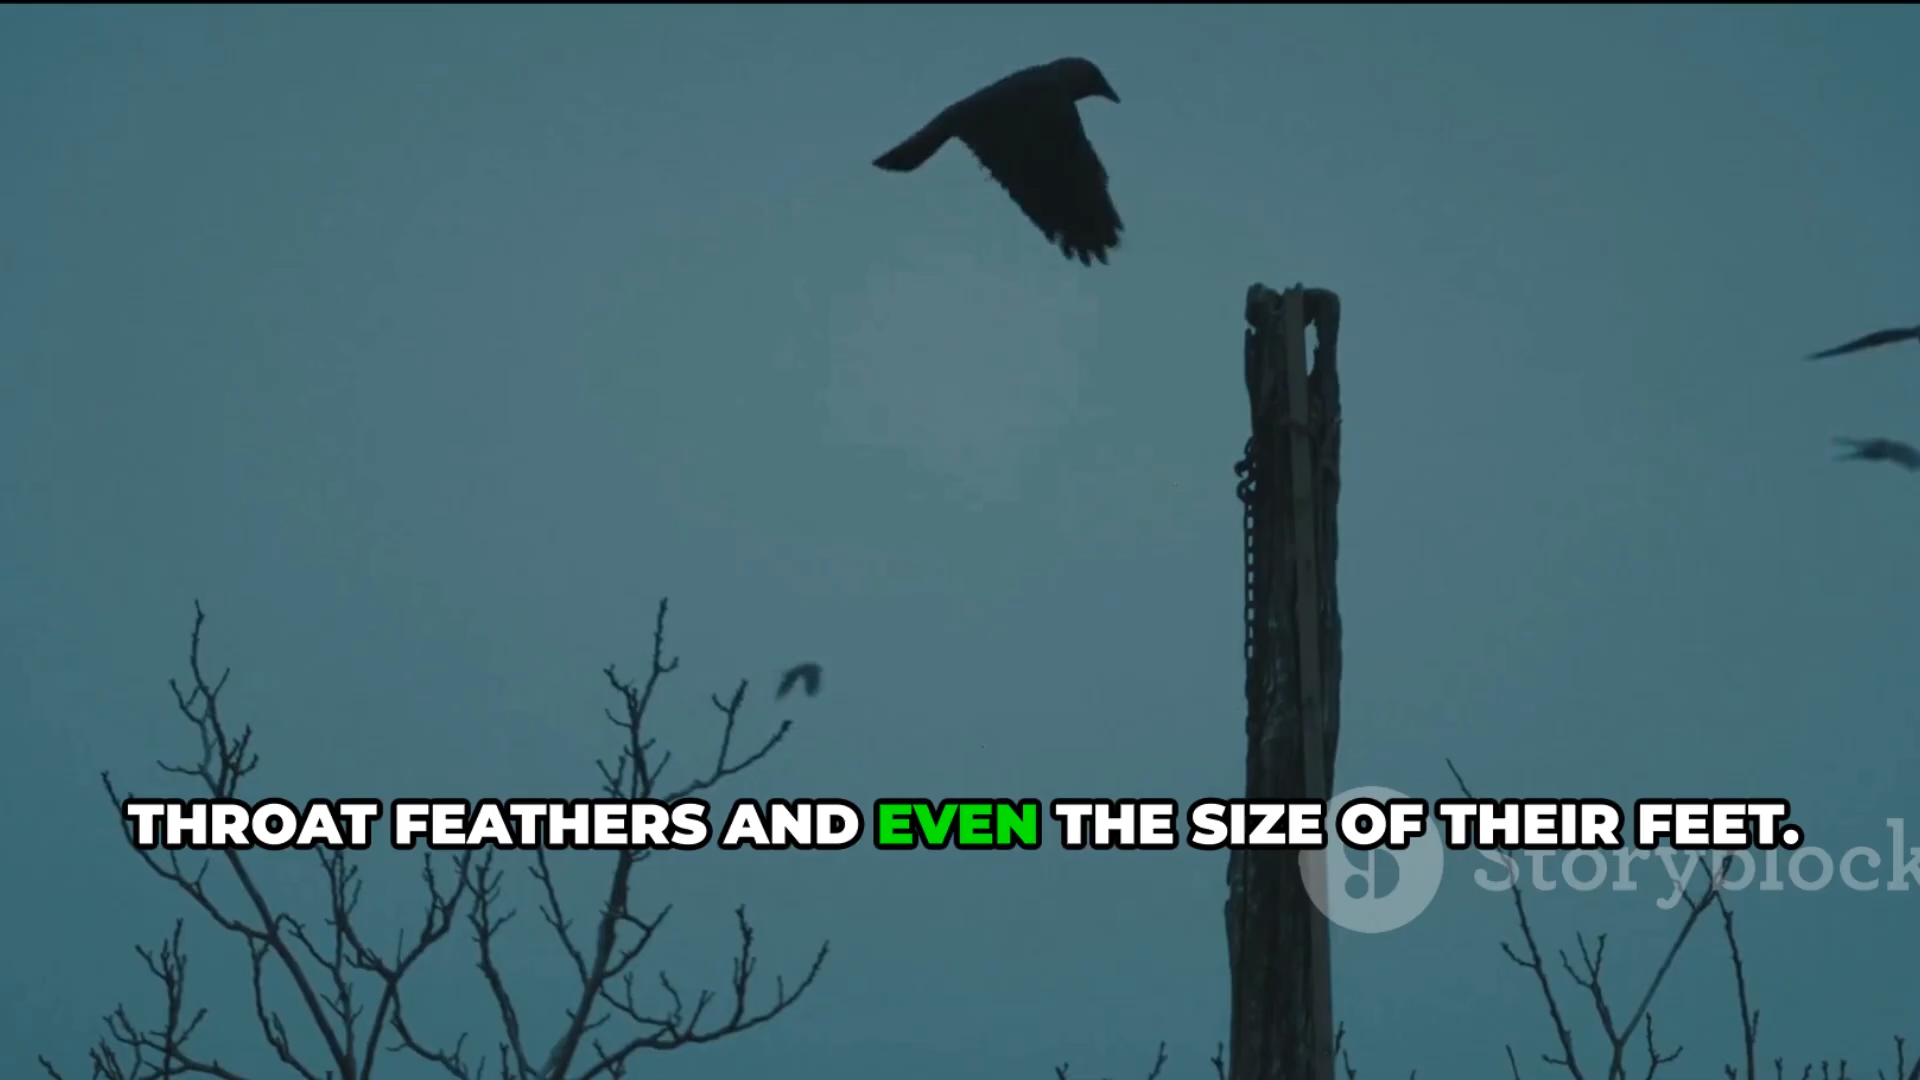 THROAT FEATHERS AND EVEN THE SIZE OF THEIR FEET.
Storyblock